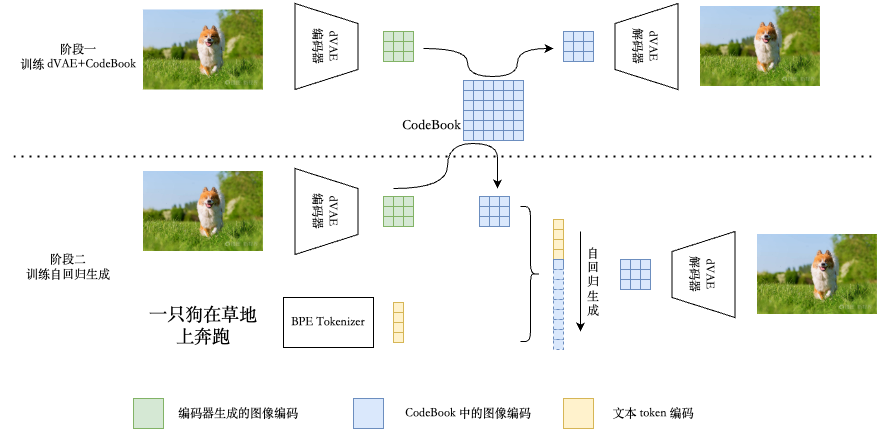 阶段一
训练 dVAE+CodeBook
dVAE
编码器
dVAE
解码器
CodeBook
阶段二
训练自回归生成
dVAE
编码器
一只狗在草地
上奔跑
BPE Tokenizer
自回归生成
dVAE
解码器
编码器生成的图像编码
CodeBook 中的图像编码
文本 token 编码